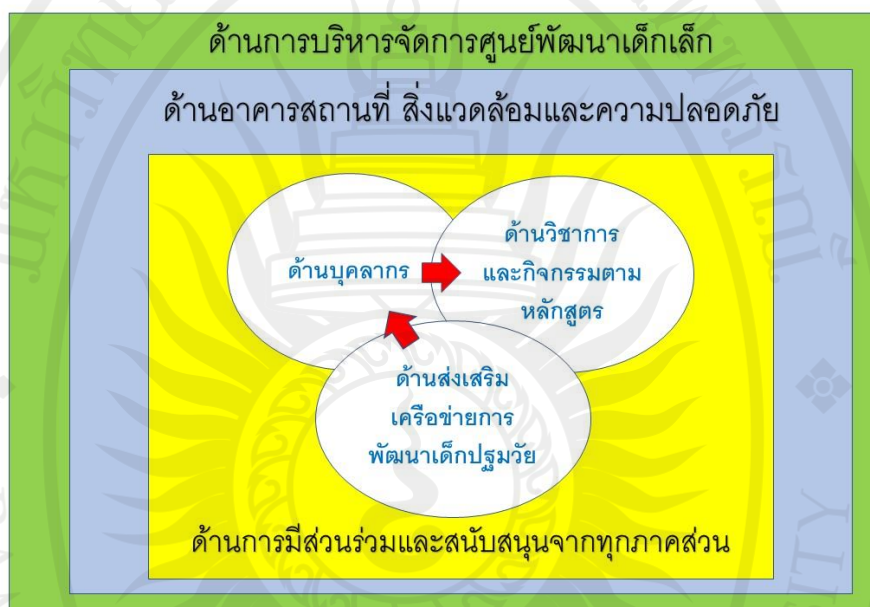 ด้านการบริหารจัดการศูนย์พัฒนาเด็กเล็ก
ด้านอาคารสถานที่ สิ่งแวดล้อมและความปลอดภัย
ด้านบุคลากร
ด้านวิชาการ
และกิจกรรมตาม
หลักสูตร
ด้านส่งเสริม
เครือข่ายการ
พัฒนาเด็กปฐมวัย
ด้านการมีส่วนร่วมและสนับสนุนจากทุกภาคส่วน